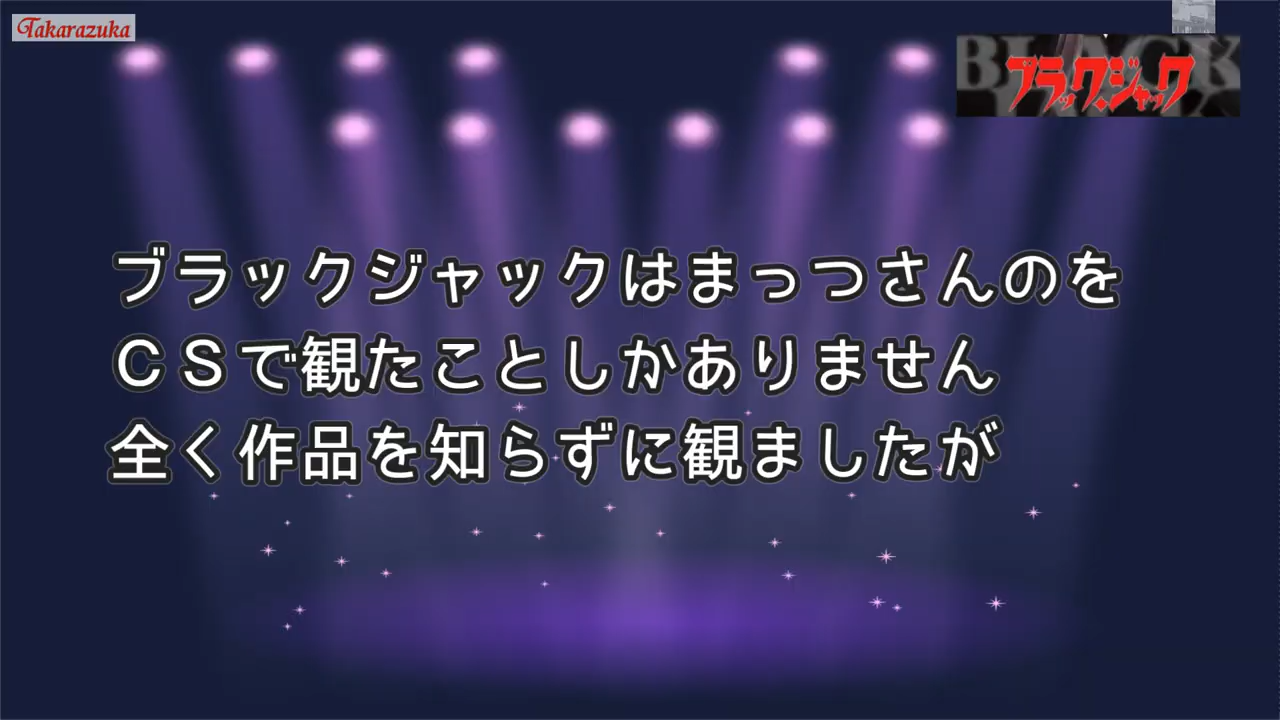 Takarazuka
BLACK
ブラック・ジャック
ブラックジャックはまっつさんのを
ＣＳで観たことしかありません
全く作品を知らずに観ましたが